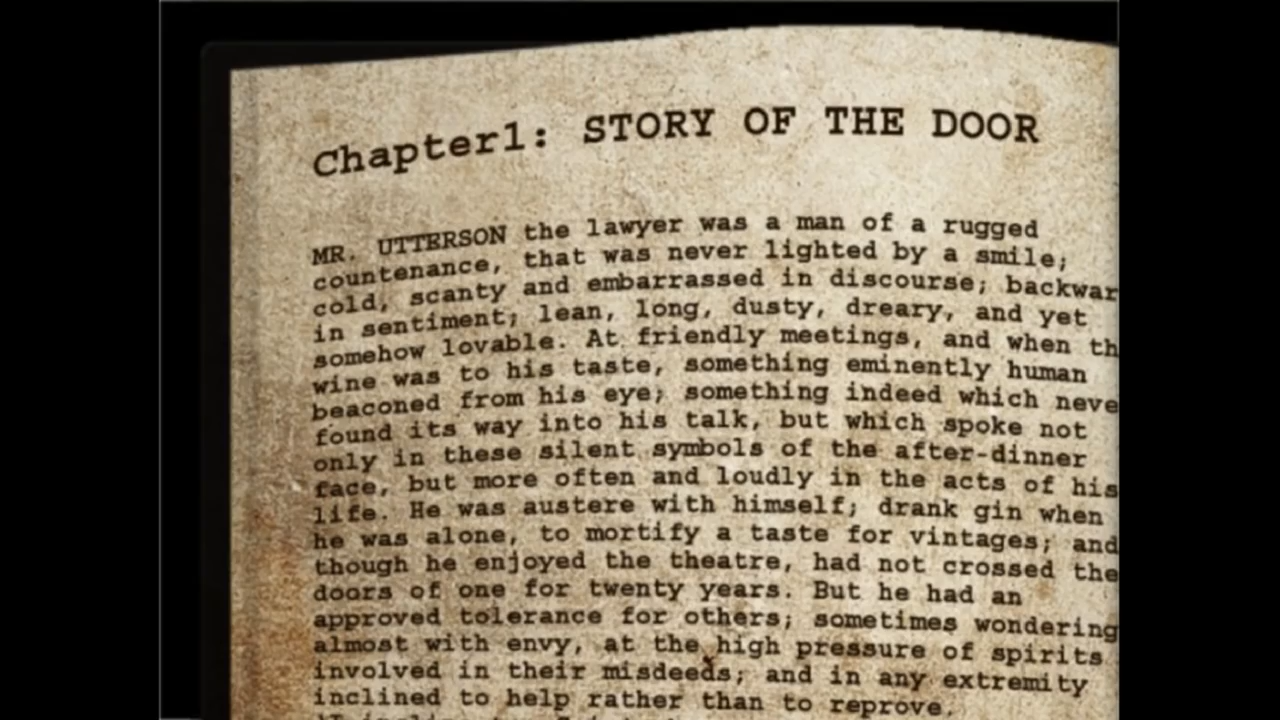 Chapter1: STORY OF THE DOOR
MR. UTTERSON the lawyer was a man of a rugged
countenance, that was never lighted by a smile;
cold, scanty and embarrassed in discourse; backwar
in sentiment; lean, long, dusty, dreary, and yet
somehow lovable. At friendly meetings, and when th
wine was to his taste, something eminently human
beaconed from his eye; something indeed which neve
found its way into his talk, but which spoke not
only in these silent symbols of the after-dinner
face, but more often and loudly in the acts of his
life. He was austere with himself; drank gin when
he was alone, to mortify a taste for vintages; and
though he enjoyed the theatre, had not crossed the
doors of one for twenty years. But he had an
approved tolerance for others; sometimes wondering
almost with envy, at the high pressure of spirits
involved in their misdeeds; and in any extremity
inclined to help rather than to reprove.